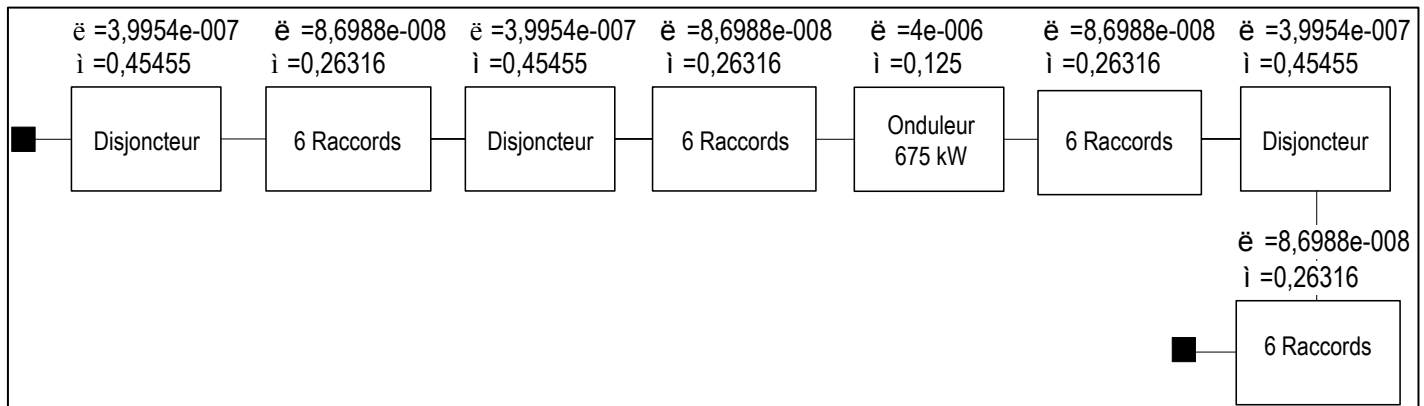 ë =3,9954e-007 ë =8,6988e-008 ë =3,9954e-007 ë =8,6988e-008 ë =4e-006 ë =8,6988e-008 ë =3,9954e-007
ì =0,45455 ì =0,26316 ì =0,45455 ì =0,26316 ì =0,125 ì =0,26316 ì =0,45455
Disjoncteur 6 Raccords Disjoncteur 6 Raccords Onduleur 6 Raccords Disjoncteur
675 kW
ë =8,6988e-008
ì =0,26316
6 Raccords